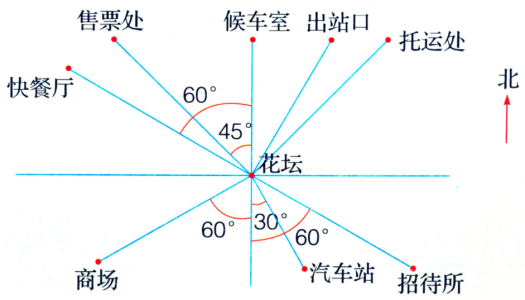 售票处
候车室
出站口
托运处
快餐厅
北
60°
45°
花坛
60°
30°
60°
商场
汽车站
招待所